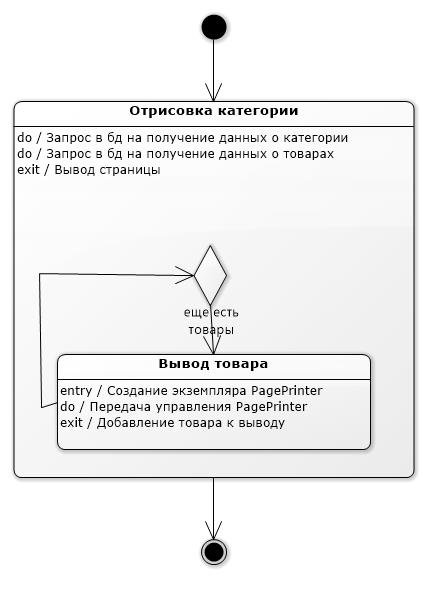 Отрисовка категории
do / Запрос в бд на получение данных о категории
do / Запрос в бд на получение данных о товарах
exit / Вывод страницы
еще есть
товары
Вывод товара
entry / Создание экземпляра PagePrinter
do / Передача управления PagePrinter
exit / Добавление товара к выводу